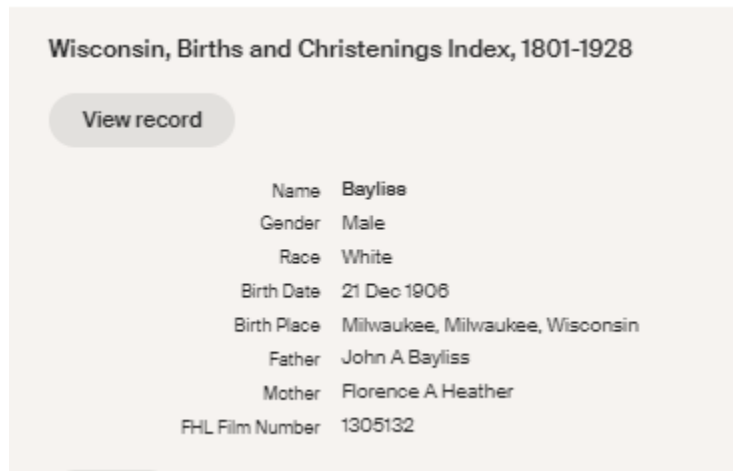 Wisconsin, Births and Christenings Index, 1801-1928
View record
Name Bayliss
Gender Male
Race White
Birth Date 21 Dec 1906
Birth Place Milwaukee, Milwaukee, Wisconsin
Father John A Bayliss
Mother Florence A Heather
FHL Film Number 1305132